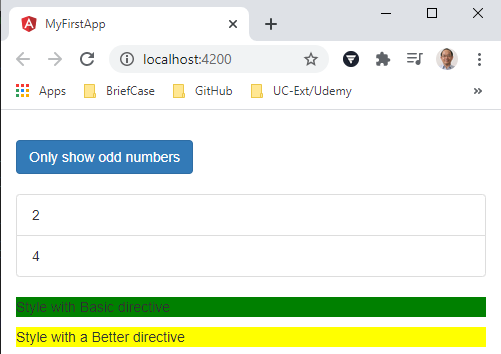 MyFirstApp
localhost:4200
Apps BriefCase GitHub UC-Ext/Udemy »
Only show odd numbers
2
4
Style with Basic directive
Style with a Better directive